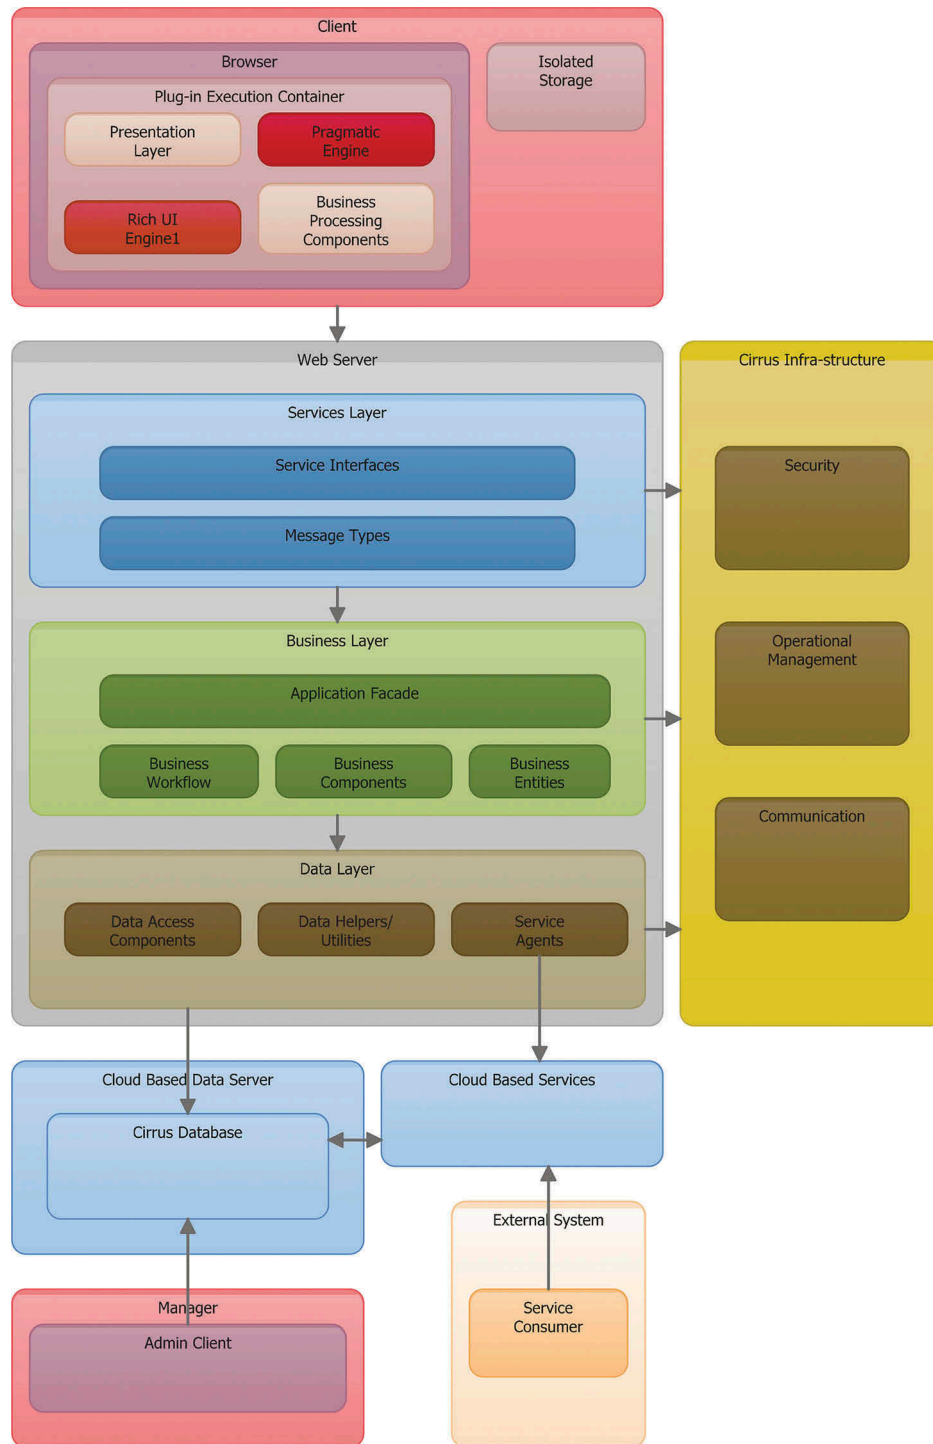 Client
Browser
Isolated
Storage
Plug-in Execution Container
Presentation
Layer
Pragmatic
Engine
Rich UI
Engine1
Business
Processing
Components
Web Server
Cirrus Infra-structure
Services Layer
Service Interfaces
Security
Message Types
Business Layer
Operational
Management
Application Facade
Business
Workflow
Business
Components
Business
Entities
Communication
Data Layer
Data Access
Components
Data Helpers/
Utilities
Service
Agents
Cloud Based Data Server
Cloud Based Services
Cirrus Database
External System
Manager
Service
Consumer
Admin Client